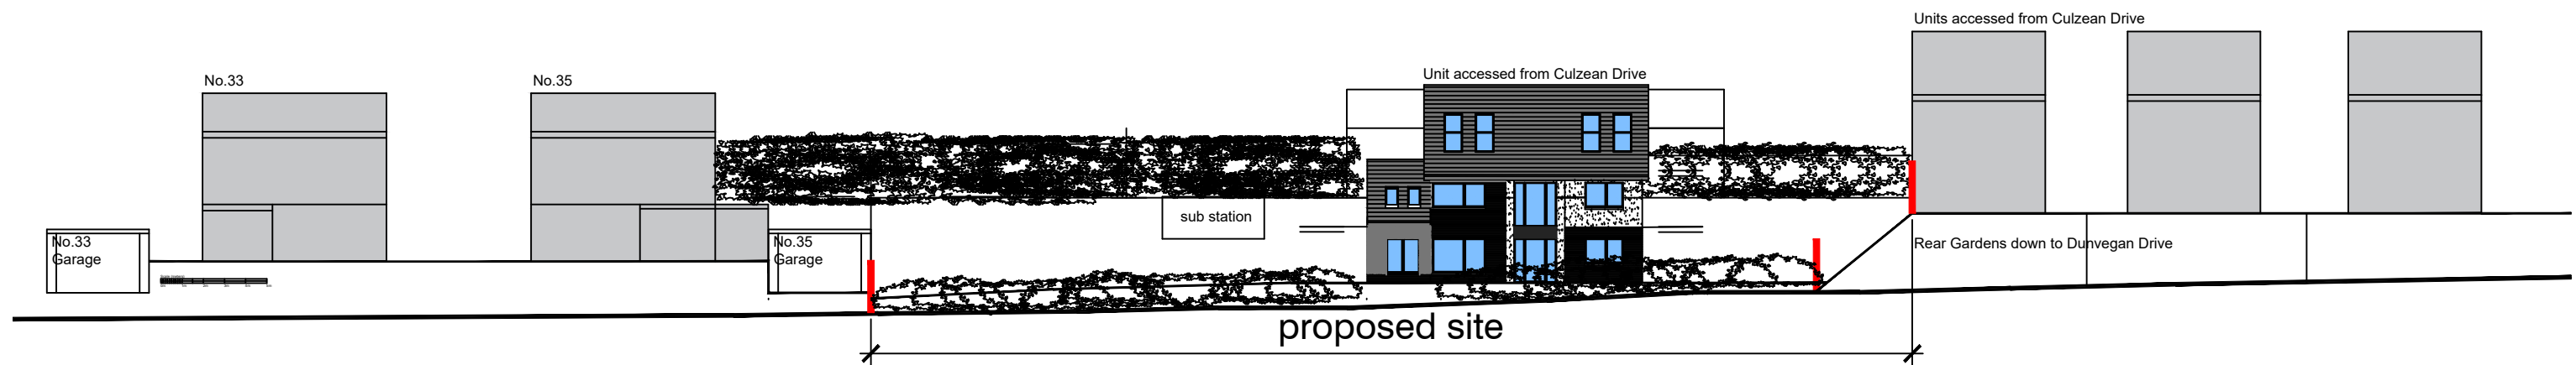 Units accessed from Culzean Drive
No.33
No.35
Unit accessed from Culzean Drive
sub station
No.33
Garage
No.35
Garage
Rear Gardens down to Dunvegan Drive
proposed site